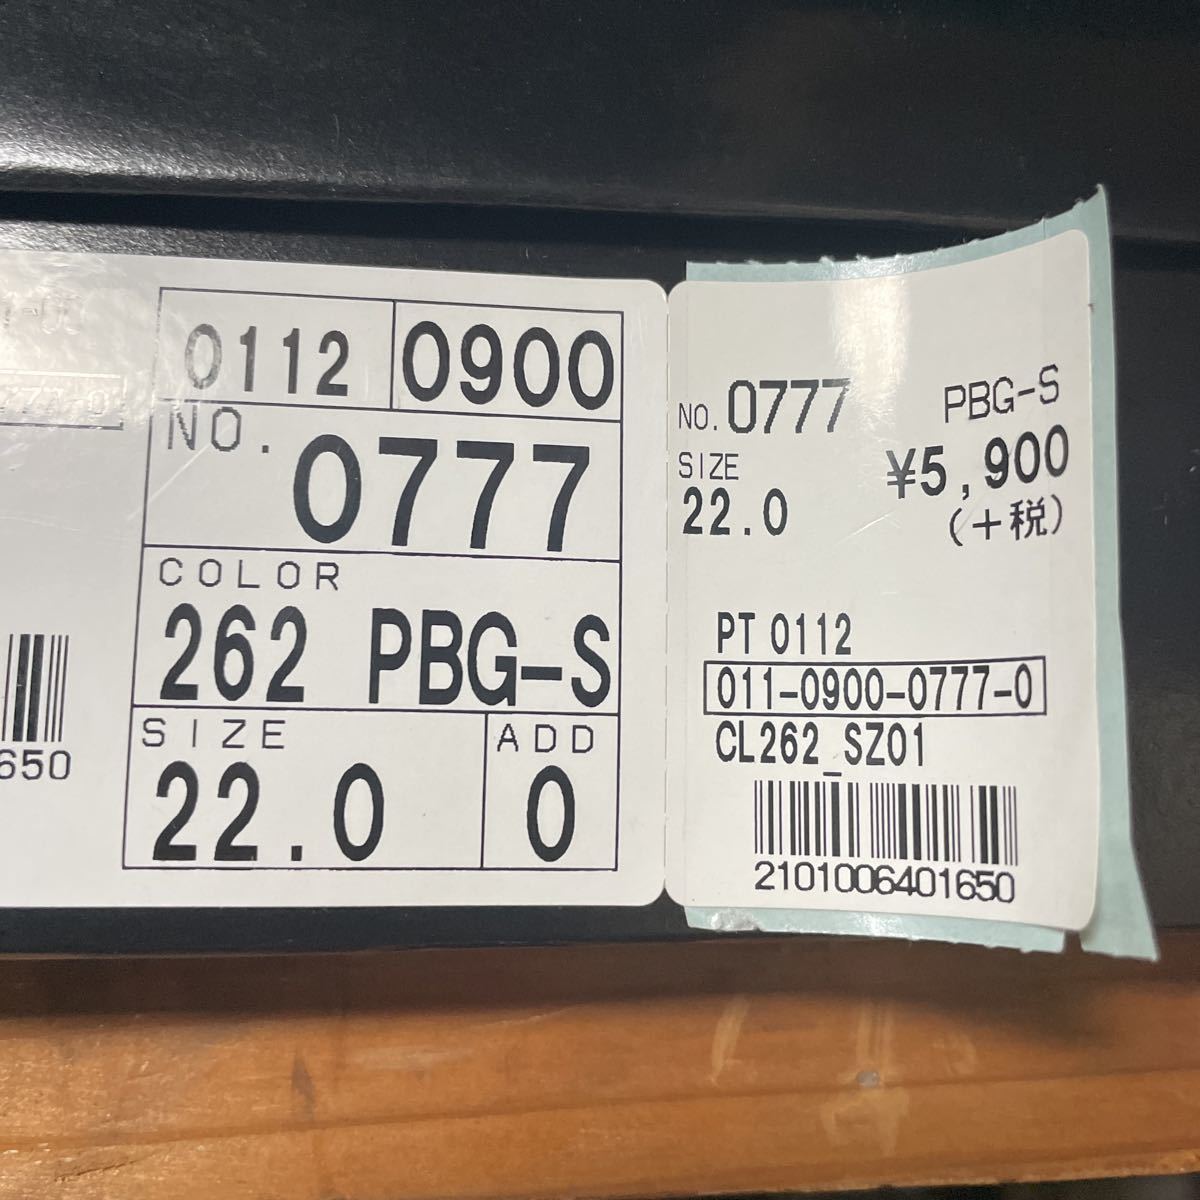 0112 0900
NO.
0777
COLOR
262 PBG-S
SIZE ADD
22.0 0
650
NO. 0777 PBG-S
SIZE ¥5,900
22.0 (+税)
PT 0112
011-0900-0777-0
CL262_SZ01
2101006401650